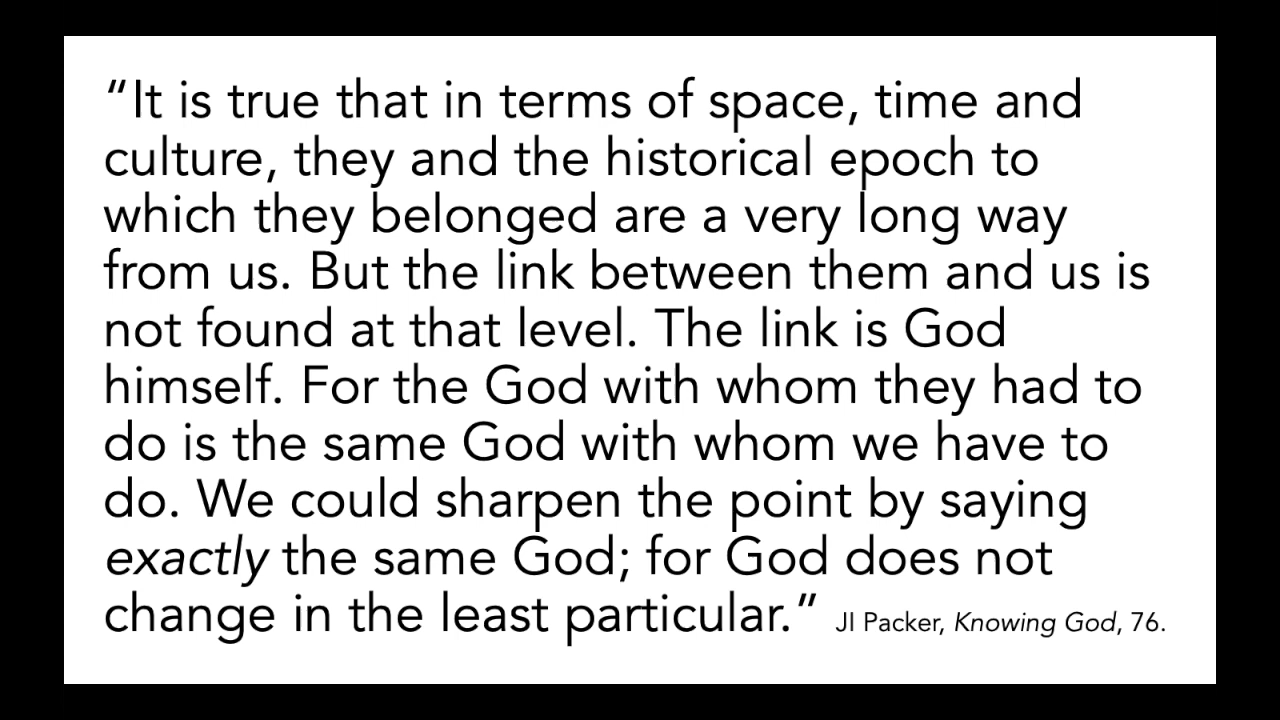 “It is true that in terms of space, time and
culture, they and the historical epoch to
which they belonged are a very long way
from us. But the link between them and us is
not found at that level. The link is God
himself. For the God with whom they had to
do is the same God with whom we have to
do. We could sharpen the point by saying
exactly the same God; for God does not
change in the least particular.” JI Packer, Knowing God, 76.